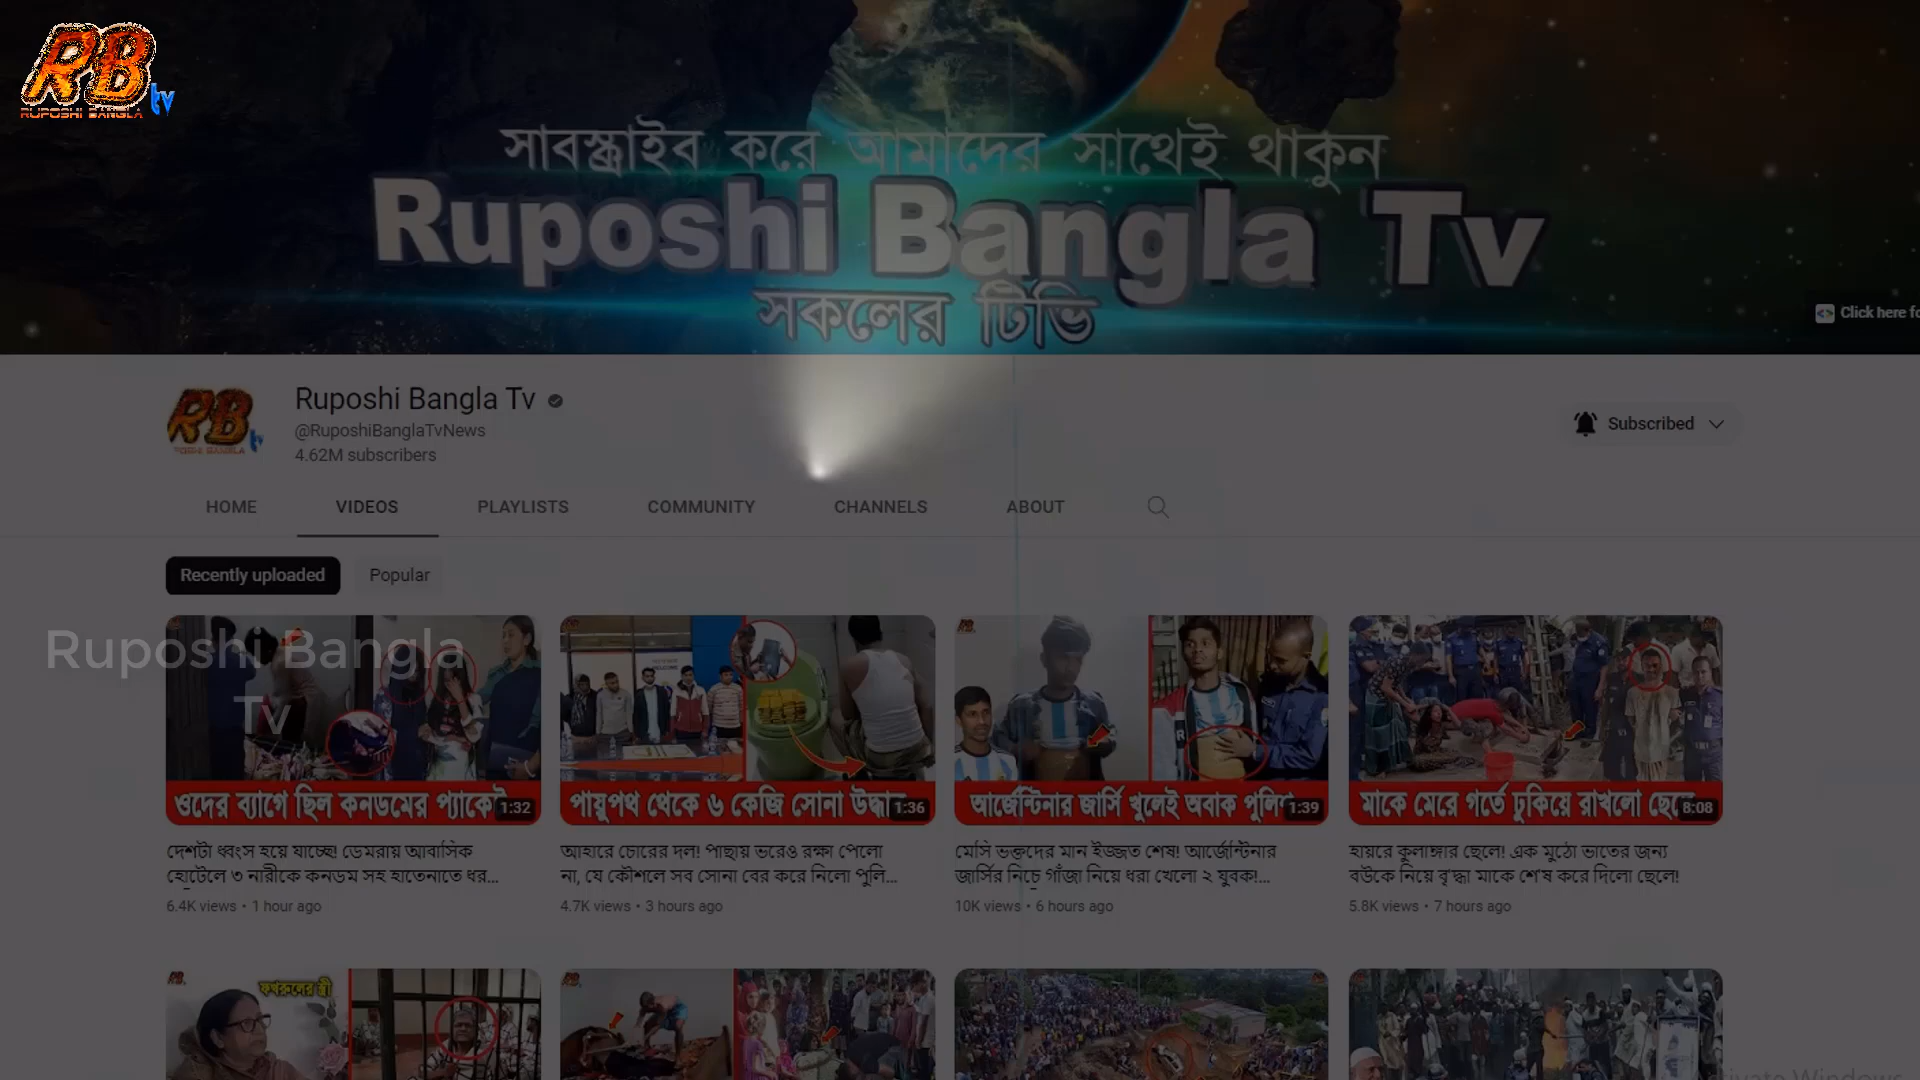 RB tv
RUPOSHI BANGLA
সাবস্ক্রাইব করে আমাদের সাথেই থাকুন
Ruposhi Bangla Tv
সকলের টিভি
Click here fo
Ruposhi Bangla Tv
@RuposhiBanglaTvNews
4.62M subscribers
Subscribed
HOME VIDEOS PLAYLISTS COMMUNITY CHANNELS ABOUT
Recently uploaded Popular
Ruposhi Bangla
Tv
ওদের ব্যাগে ছিল কনডমের প্যাকেট 1:32
পায়ুপথ থেকে ৬ কেজি সোনা উদ্ধার 1:36
আর্জেন্টিনার জার্সি খুলেই অবাক পুলিশ 1:39
মাকে মেরে গর্তে ঢুকিয়ে রাখলো ছেলে 8:08
দেশটা ধ্বংস হয়ে যাচ্ছে! ডেমরায় আবাসিক
হোটেলে ৩ নারীকে কনডম সহ হাতেনাতে ধর...
6.4K views • 1 hour ago
আহারে চোরের দল! পাছায় ভরেও রক্ষা পেলো
না, যে কৌশলে সব সোনা বের করে নিলো পুলি...
4.7K views • 3 hours ago
মেসি ভক্তদের মান ইজ্জত শেষ! আর্জেন্টিনার
জার্সির নিচে গাঁজা নিয়ে ধরা খেলো ২ যুবক!...
10K views • 6 hours ago
হায়রে কুলাঙ্গার ছেলে! এক মুঠো ভাতের জন্য
বউকে নিয়ে বৃদ্ধা মাকে শেষ করে দিলো ছেলে!
5.8K views • 7 hours ago
ফখরুলের স্ত্রী